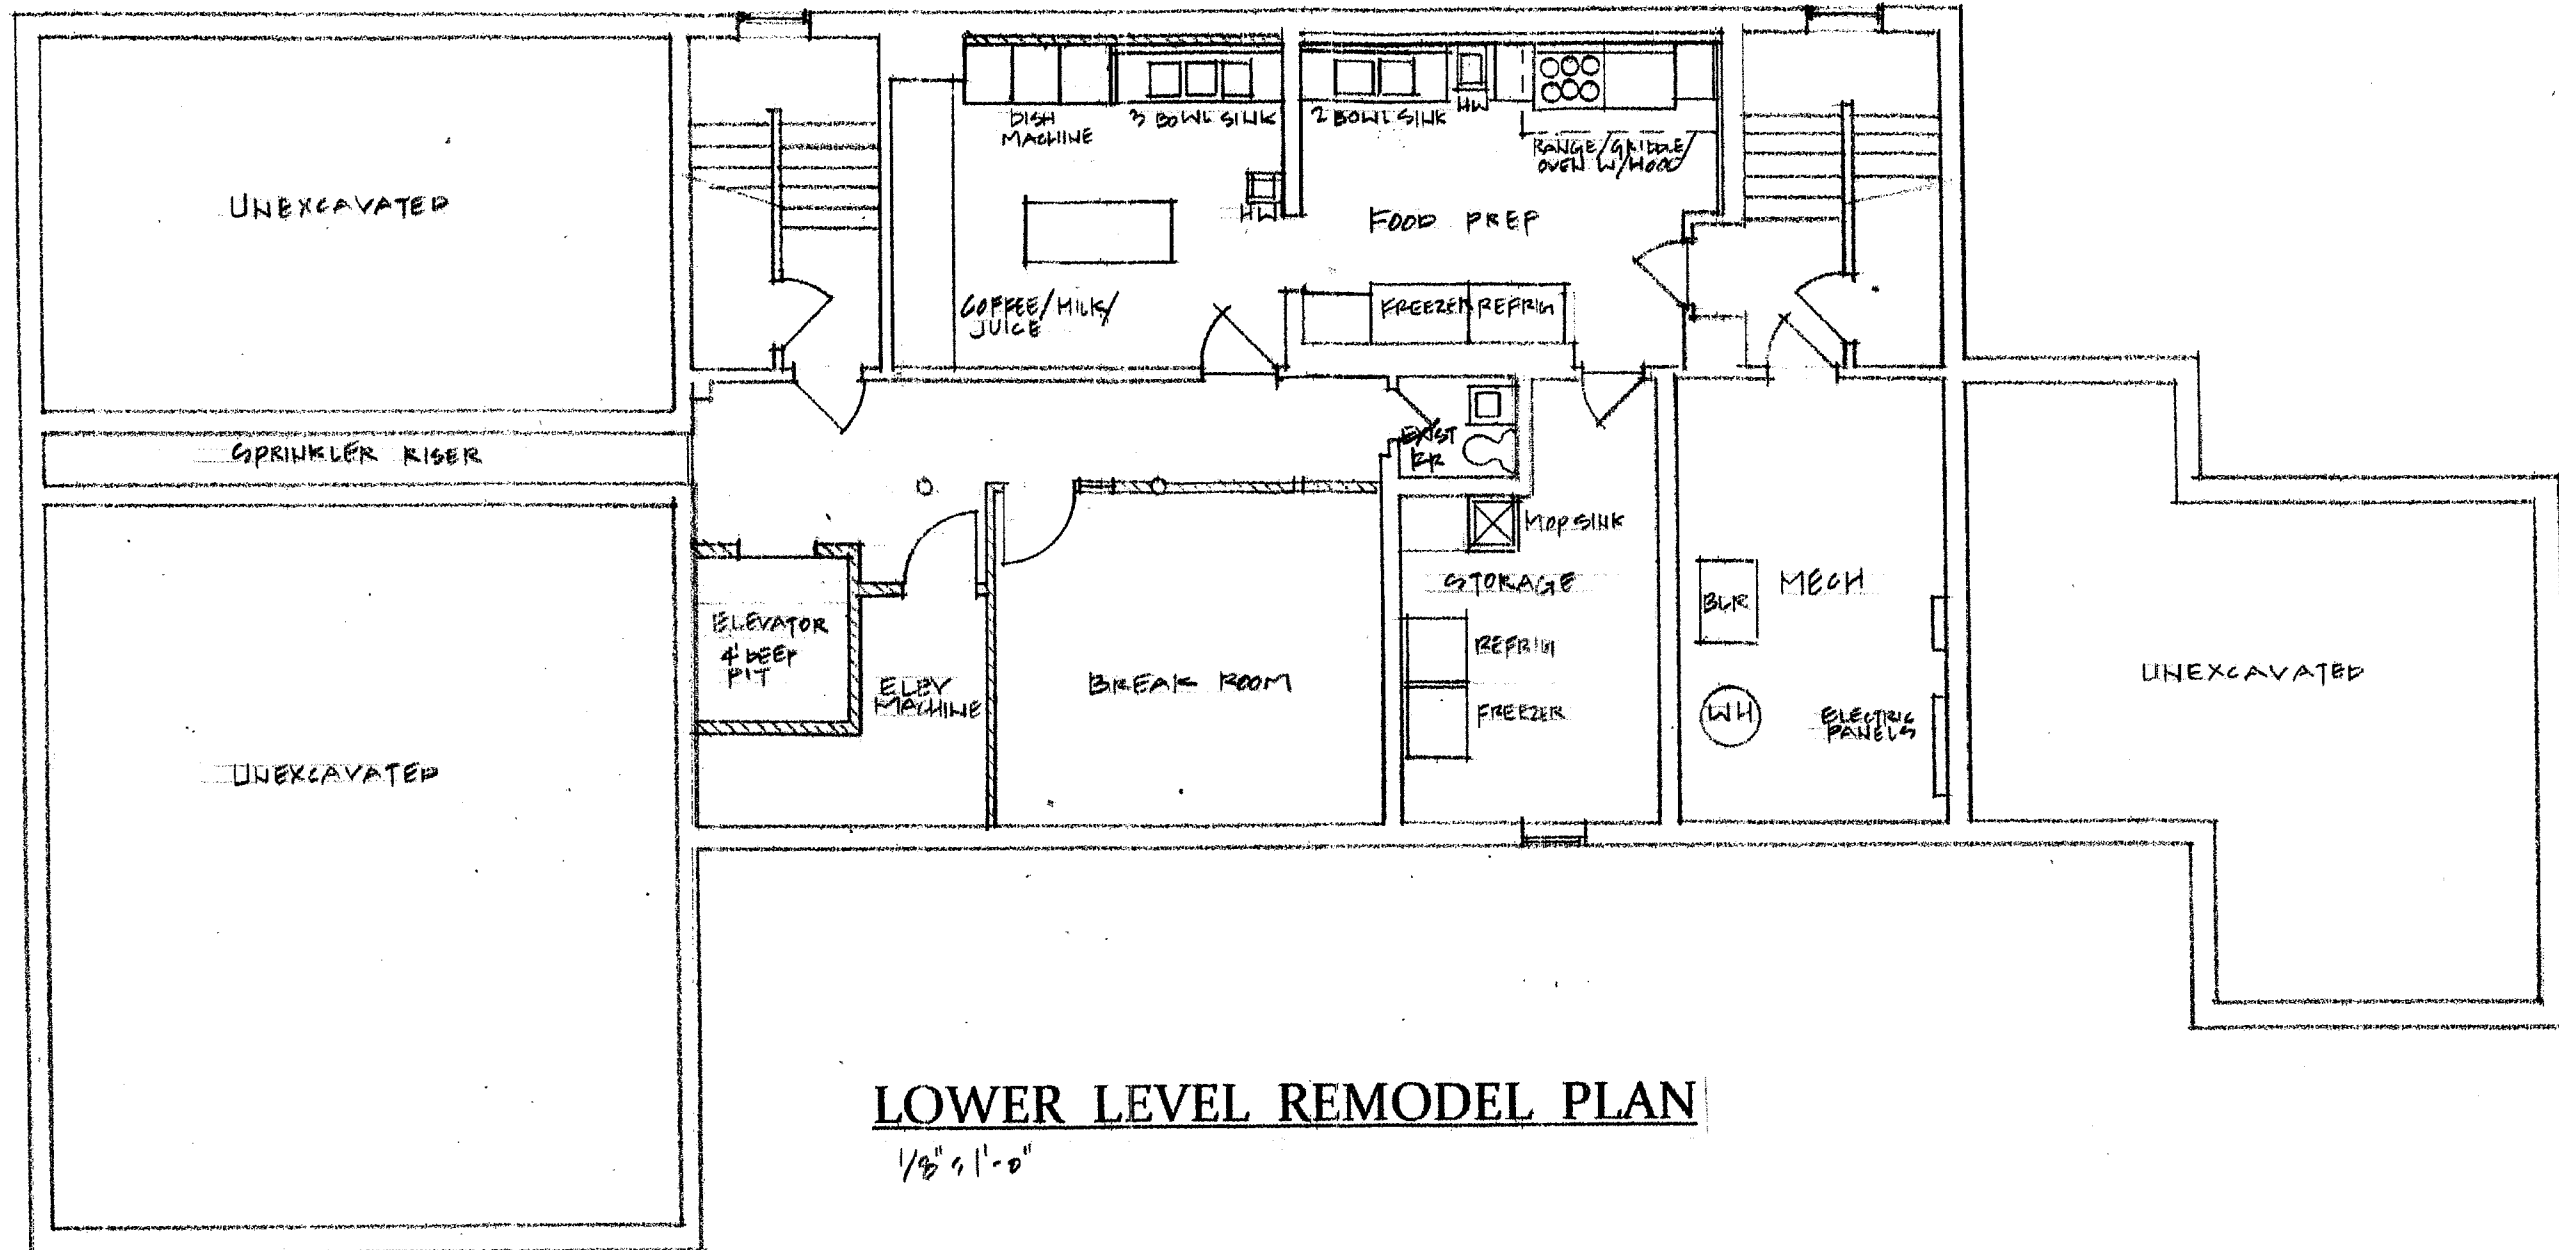 DISH
MACHINE
3 BOWL SINK
2 BOWL SINK
HW
RANGE/GRIDDLE/
OVEN W/HOOD
UNEXCAVATED
HW
FOOD PREP
COFFEE/MILK/
JUICE
FREEZER
REFRIG
SPRINKLER RISER
EXIST
BR
MOP SINK
STORAGE
BLR
MECH
ELEVATOR
4' DEEP
PIT
REFRIG
UNEXCAVATED
ELEV
MACHINE
BREAK ROOM
FREEZER
WH
ELECTRIC
PANELS
UNEXCAVATED
LOWER LEVEL REMODEL PLAN
1/8" = 1'-0"